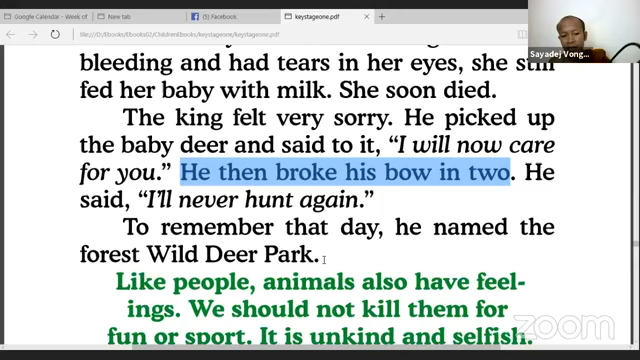 Google Calendar - Week of
New tab
Facebook
keystageone.pdf
file:///D:/Ebooks/Ebooks02/ChildrenEbooks/keystageone/keystageone.pdf
Sayadej Vong...
bleeding and had tears in her eyes, she still
fed her baby with milk. She soon died.
The king felt very sorry. He picked up
the baby deer and said to it, “I will now care
for you.” He then broke his bow in two. He
said, “I’ll never hunt again.”
To remember that day, he named the
forest Wild Deer Park.
Like people, animals also have feel-
ings. We should not kill them for
fun or sport. It is unkind and selfish.
zoom